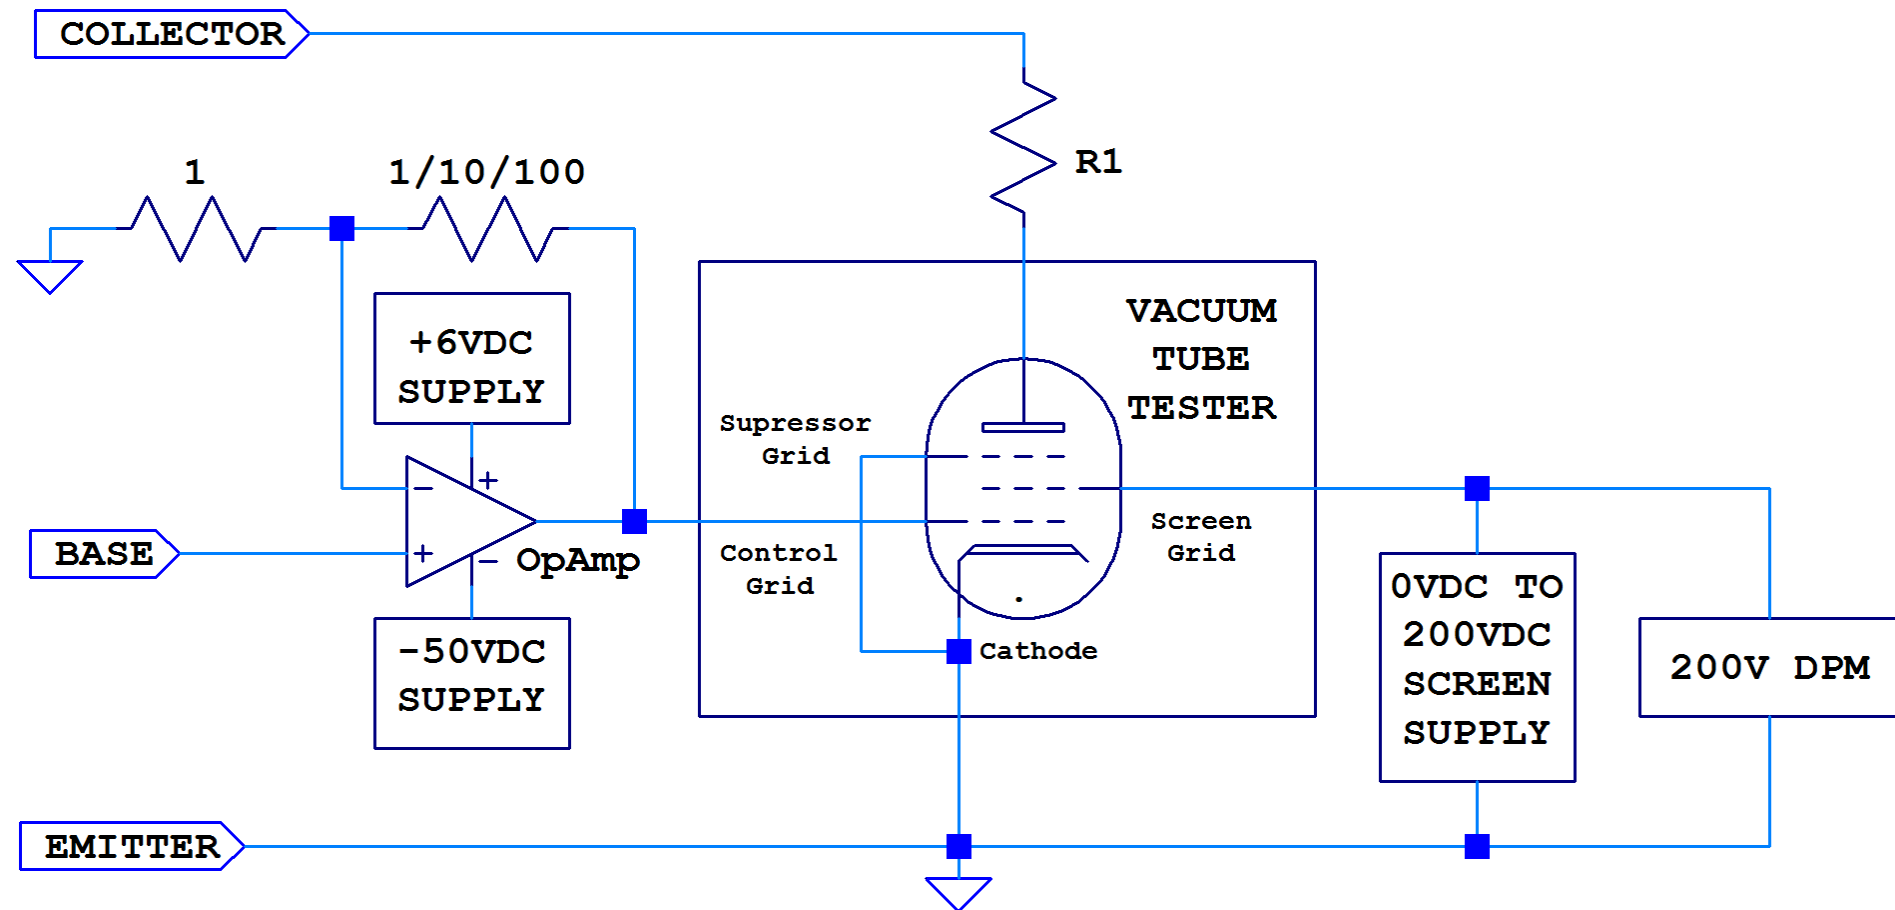 COLLECTOR
R1
1
1/10/100
+6VDC
SUPPLY
VACUUM
TUBE
TESTER
Supressor
Grid
+
-
+
-
OpAmp
BASE
Control
Grid
Screen
Grid
Cathode
-50VDC
SUPPLY
0VDC TO
200VDC
SCREEN
SUPPLY
200V DPM
EMITTER